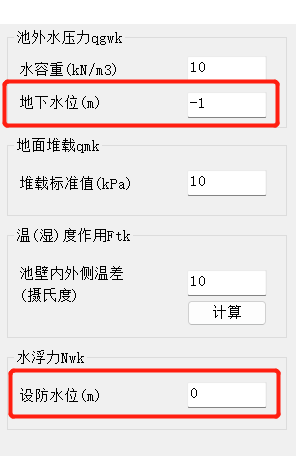 池外水压力qgwk
水容重(kN/m3) 10
地下水位(m) -1
地面堆载qmk
堆载标准值(kPa) 10
温(湿)度作用Ftk
池壁内外侧温差
(摄氏度) 10
计算
水浮力Nwk
设防水位(m) 0